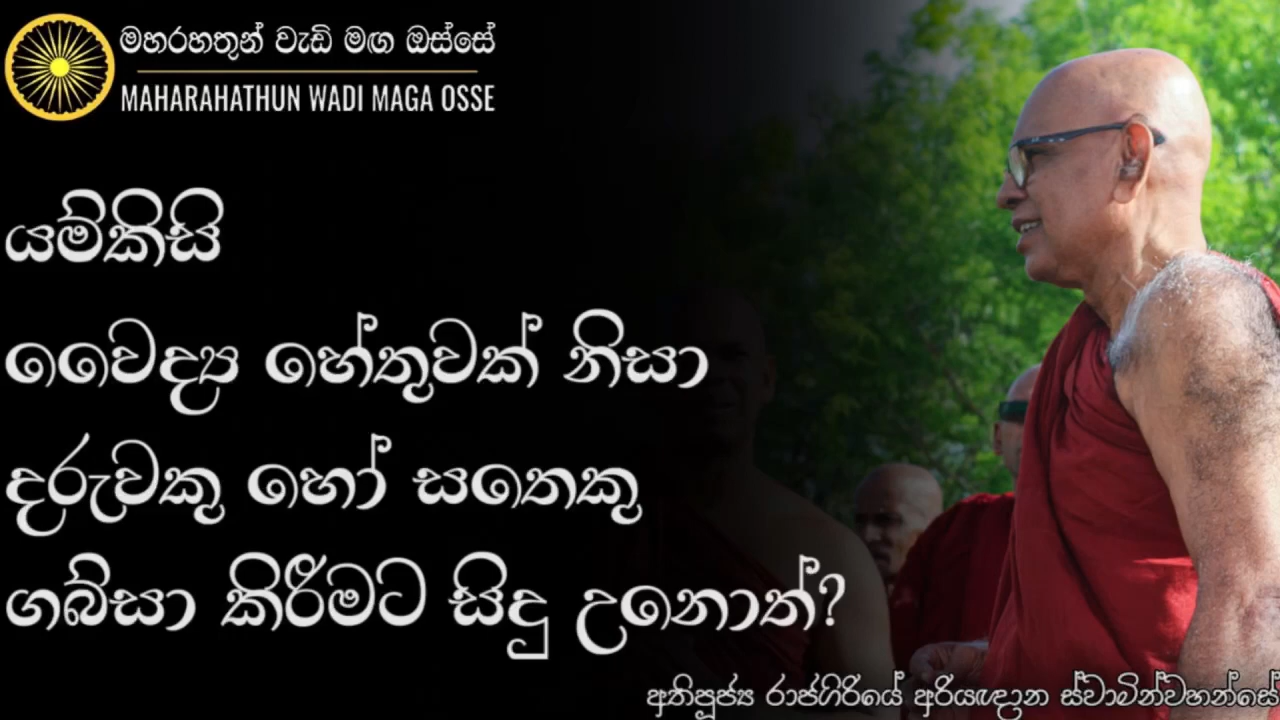 මහරහතුන් වැඩි මඟ ඔස්සේ
MAHARAHATHUN WADI MAGA OSSE
යම්කිසි
වෛද්‍ය හේතුවක් නිසා
දරුවකු හෝ සතෙකු
ගබ්සා කිරීමට සිදු උනොත්?
අතිපූජ්‍ය රාජගිරියේ අරියඥාන ස්වාමින්වහන්සේ